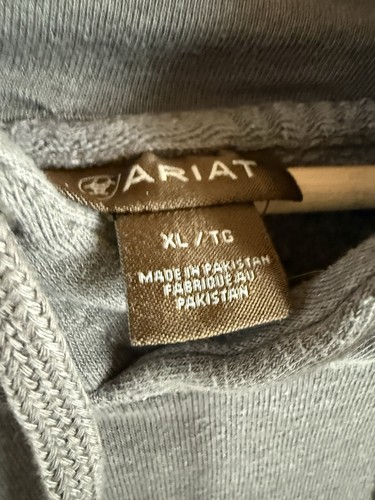 ARIAT
XL / TG
MADE IN PAKISTAN
FABRIQUÉ AU
PAKISTAN